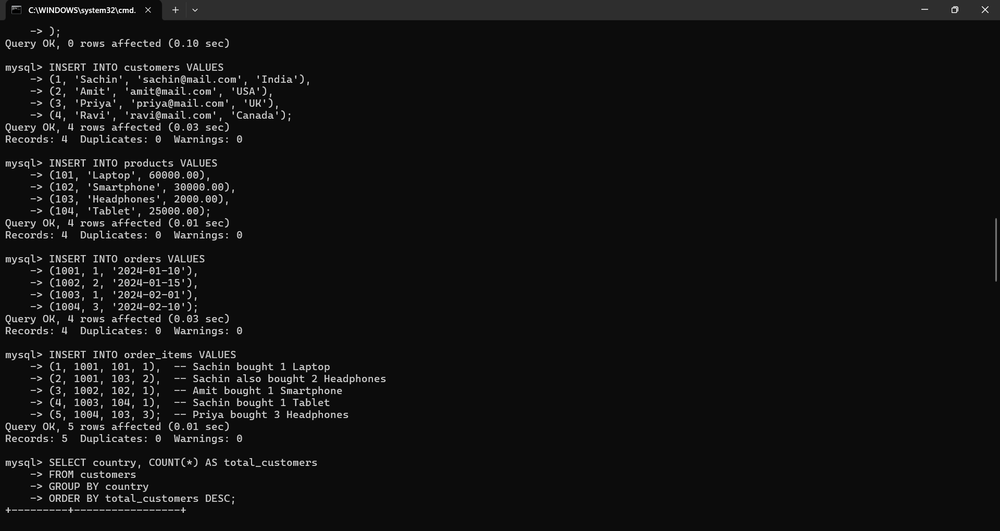 C:\WINDOWS\system32\cmd.
    -> );
Query OK, 0 rows affected (0.10 sec)

mysql> INSERT INTO customers VALUES
    -> (1, 'Sachin', 'sachin@mail.com', 'India'),
    -> (2, 'Amit', 'amit@mail.com', 'USA'),
    -> (3, 'Priya', 'priya@mail.com', 'UK'),
    -> (4, 'Ravi', 'ravi@mail.com', 'Canada');
Query OK, 4 rows affected (0.03 sec)
Records: 4  Duplicates: 0  Warnings: 0

mysql> INSERT INTO products VALUES
    -> (101, 'Laptop', 60000.00),
    -> (102, 'Smartphone', 30000.00),
    -> (103, 'Headphones', 2000.00),
    -> (104, 'Tablet', 25000.00);
Query OK, 4 rows affected (0.01 sec)
Records: 4  Duplicates: 0  Warnings: 0

mysql> INSERT INTO orders VALUES
    -> (1001, 1, '2024-01-10'),
    -> (1002, 2, '2024-01-15'),
    -> (1003, 1, '2024-02-01'),
    -> (1004, 3, '2024-02-10');
Query OK, 4 rows affected (0.03 sec)
Records: 4  Duplicates: 0  Warnings: 0

mysql> INSERT INTO order_items VALUES
    -> (1, 1001, 101, 1),  -- Sachin bought 1 Laptop
    -> (2, 1001, 103, 2),  -- Sachin also bought 2 Headphones
    -> (3, 1002, 102, 1),  -- Amit bought 1 Smartphone
    -> (4, 1003, 104, 1),  -- Sachin bought 1 Tablet
    -> (5, 1004, 103, 3);  -- Priya bought 3 Headphones
Query OK, 5 rows affected (0.01 sec)
Records: 5  Duplicates: 0  Warnings: 0

mysql> SELECT country, COUNT(*) AS total_customers
    -> FROM customers
    -> GROUP BY country
    -> ORDER BY total_customers DESC;
+---------+-----------------+